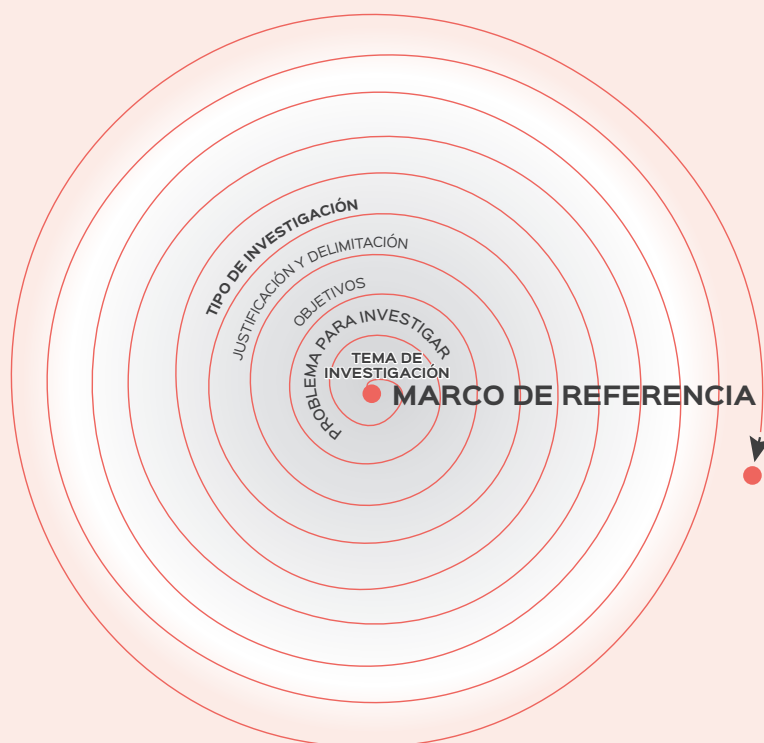 TIPO DE INVESTIGACIÓN
JUSTIFICACIÓN Y DELIMITACIÓN
OBJETIVOS
PROBLEMA PARA INVESTIGAR
TEMA DE
INVESTIGACIÓN
MARCO DE REFERENCIA